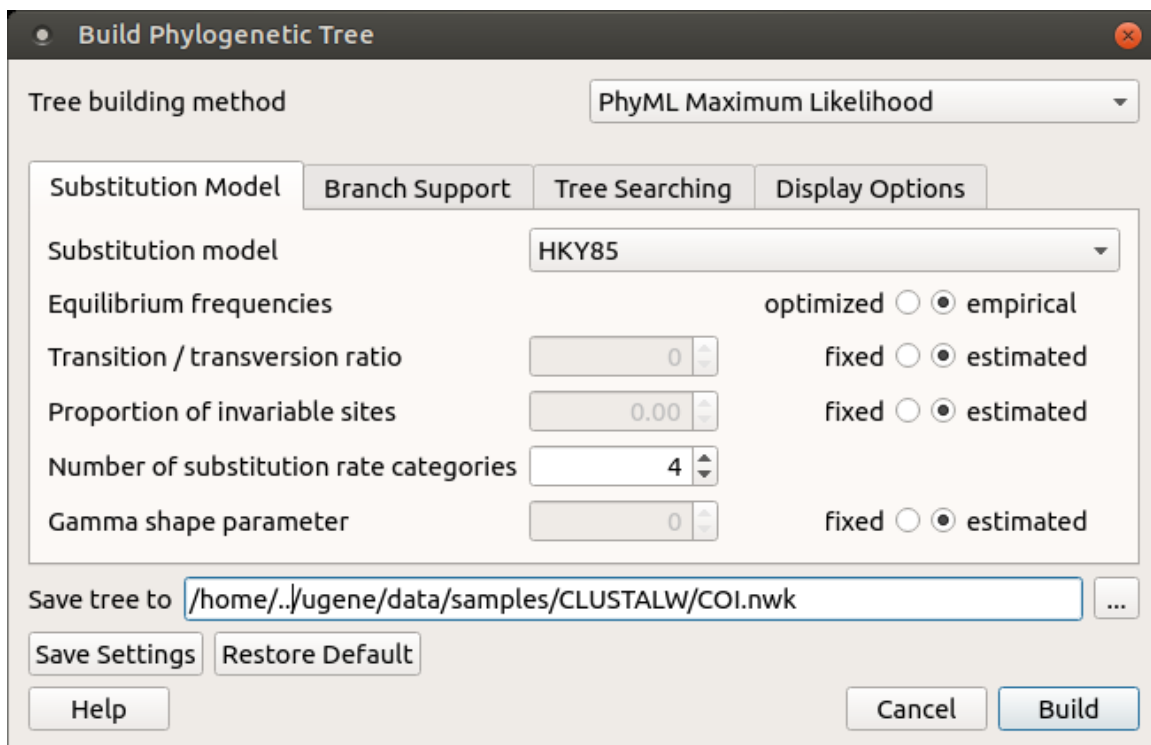 Build Phylogenetic Tree
Tree building method PhyML Maximum Likelihood
Substitution Model Branch Support Tree Searching Display Options
Substitution model HKY85
Equilibrium frequencies optimized empirical
Transition / transversion ratio 0 fixed estimated
Proportion of invariable sites 0.00 fixed estimated
Number of substitution rate categories 4
Gamma shape parameter 0 fixed estimated
Save tree to /home/../ugene/data/samples/CLUSTALW/COI.nwk ...
Save Settings Restore Default
Help Cancel Build